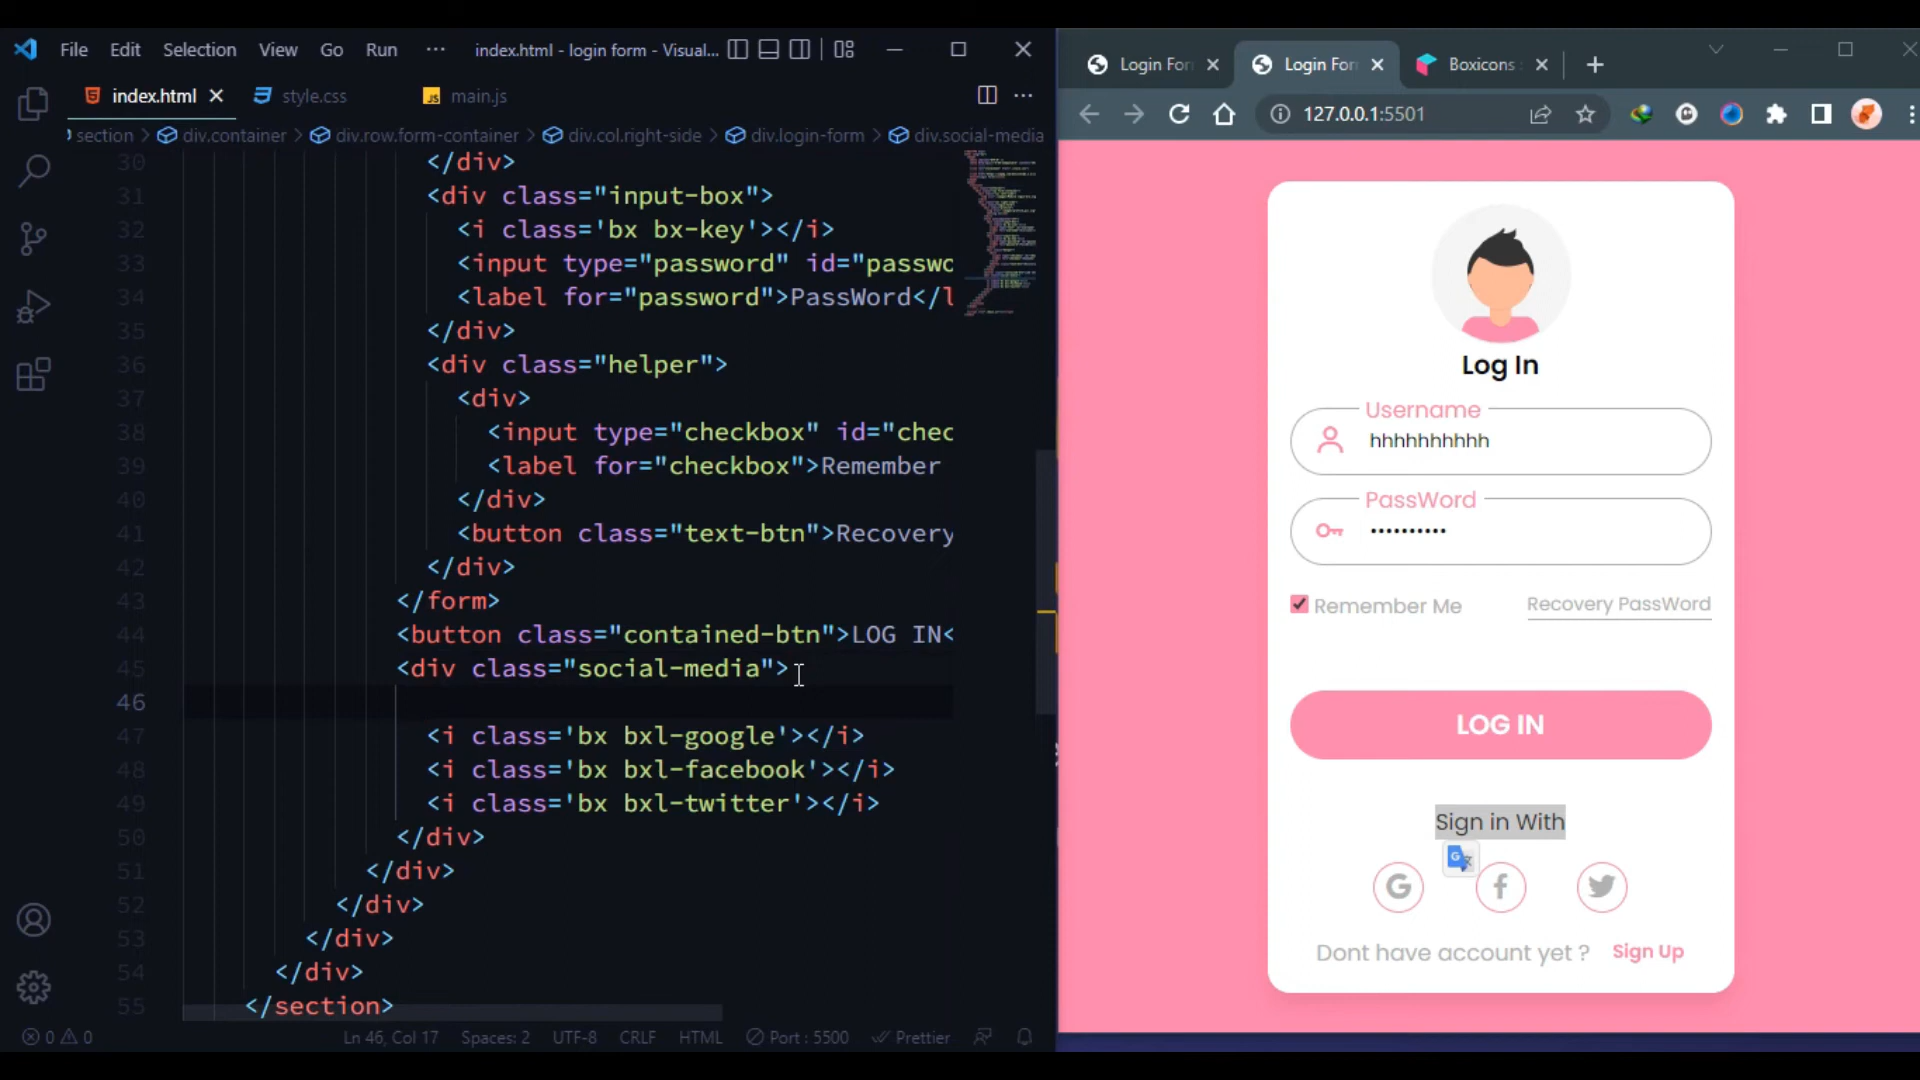 File Edit Selection View Go Run ··· index.html - login form - Visual...
index.html style.css JS main.js
section > div.container > div.row.form-container > div.col.right-side > div.login-form > div.social-media
30 </div>
31 <div class="input-box">
32 <i class='bx bx-key'></i>
33 <input type="password" id="passwo
34 <label for="password">PassWord</l
35 </div>
36 <div class="helper">
37 <div>
38 <input type="checkbox" id="chec
39 <label for="checkbox">Remember
40 </div>
41 <button class="text-btn">Recovery
42 </div>
43 </form>
44 <button class="contained-btn">LOG IN<
45 <div class="social-media">
46
47 <i class='bx bxl-google'></i>
48 <i class='bx bxl-facebook'></i>
49 <i class='bx bxl-twitter'></i>
50 </div>
51 </div>
52 </div>
53 </div>
54 </div>
55 </section>
0 0 Ln 46, Col 17 Spaces: 2 UTF-8 CRLF HTML Port : 5500 Prettier
Login For Login For Boxicons
127.0.0.1:5501
Log In
Username
hhhhhhhhhh
PassWord
••••••••••
Remember Me Recovery PassWord
LOG IN
Sign in With
Dont have account yet ? Sign Up